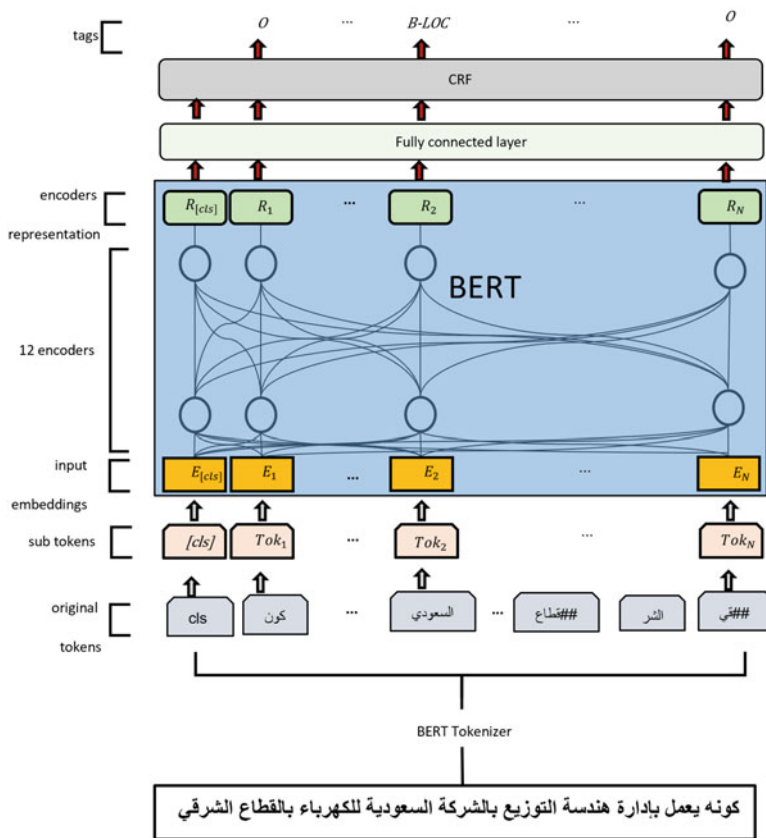 tags O ... B-LOC ... O
CRF
Fully connected layer
encoders
representation
R[cls] R1 ... R2 ... RN
BERT
12 encoders
input
embeddings
E[cls] E1 ... E2 ... EN
sub tokens [cls] Tok1 ... Tok2 ... TokN
original
tokens
cls كون ... السعودي ... ##قطاع الشر ##قي
BERT Tokenizer
كونه يعمل بإدارة هندسة التوزيع بالشركة السعودية للكهرباء بالقطاع الشرقي